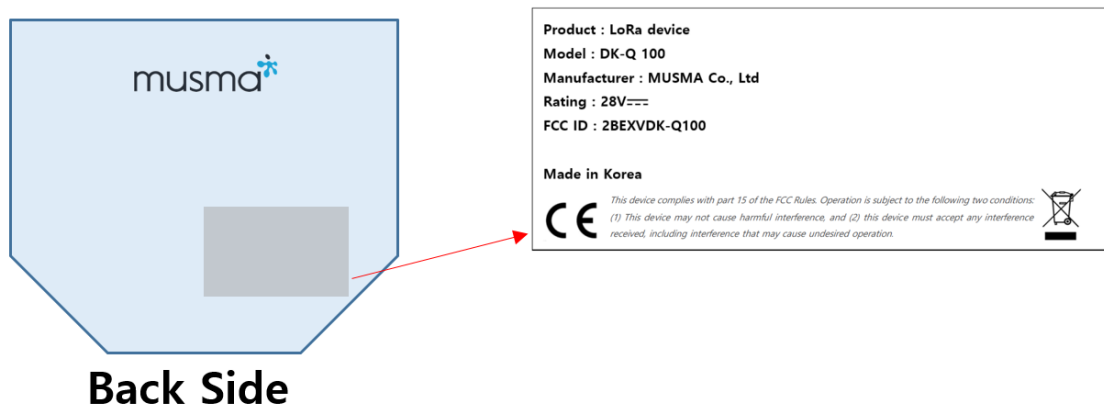 musma
Product : LoRa device
Model : DK-Q 100
Manufacturer : MUSMA Co., Ltd
Rating : 28V⎓
FCC ID : 2BEXVDK-Q100
Made in Korea
CE
This device complies with part 15 of the FCC Rules. Operation is subject to the following two conditions:
(1) This device may not cause harmful interference, and (2) this device must accept any interference
received, including interference that may cause undesired operation.
Back Side